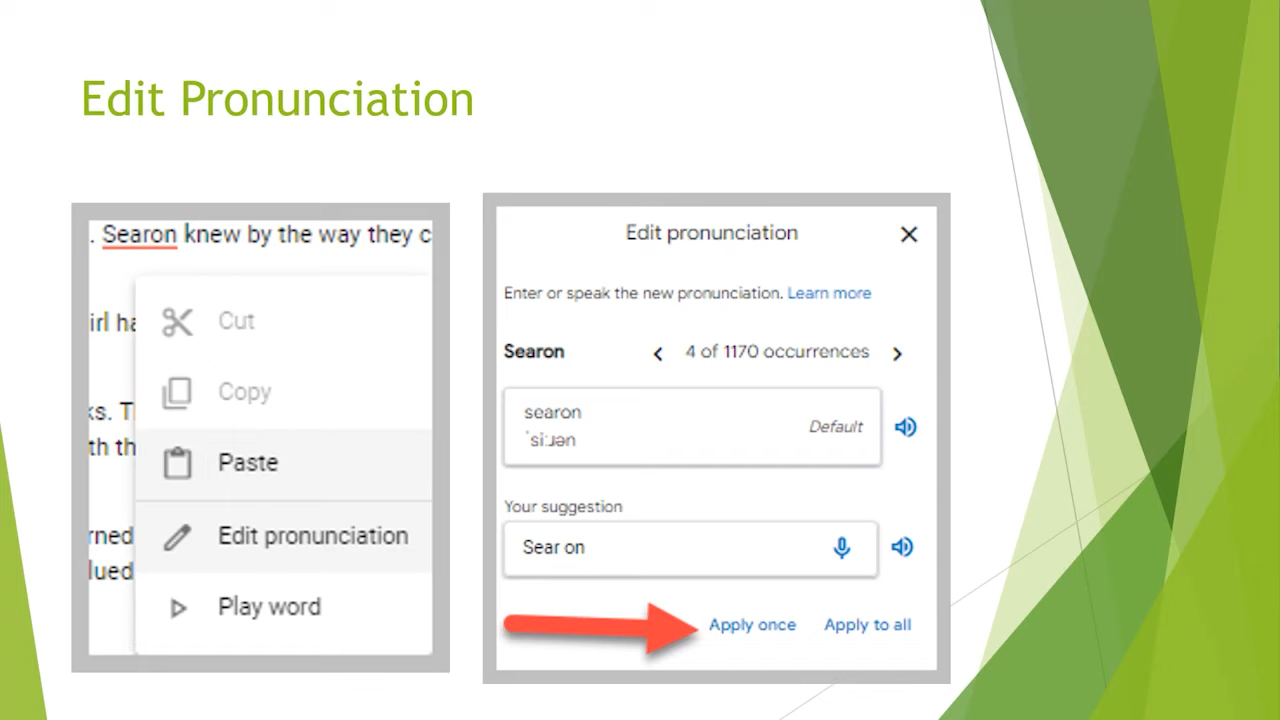 Edit Pronunciation
. Searon knew by the way they c
irl ha
ks. T
th th
rned
lued
Cut
Copy
Paste
Edit pronunciation
Play word
Edit pronunciation
Enter or speak the new pronunciation. Learn more
Searon 4 of 1170 occurrences
searon
ˈsiːɹən
Default
Your suggestion
Sear on
Apply once Apply to all